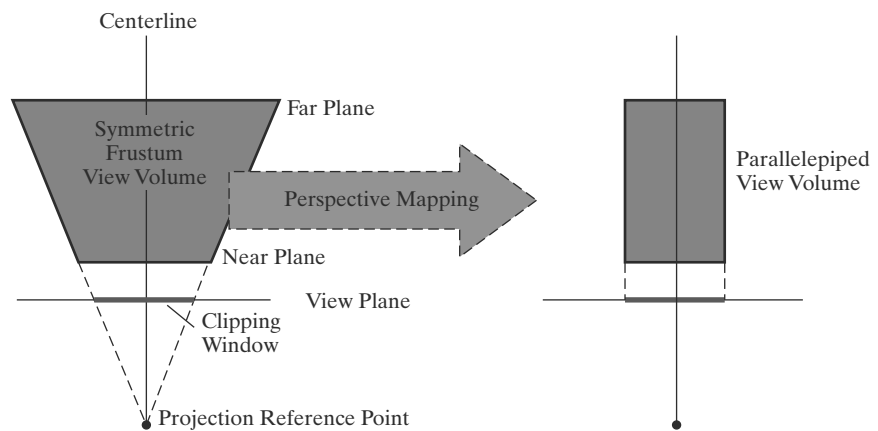 Centerline
Far Plane
Symmetric
Frustum
View Volume
Parallelepiped
View Volume
Perspective Mapping
Near Plane
View Plane
Clipping
Window
Projection Reference Point